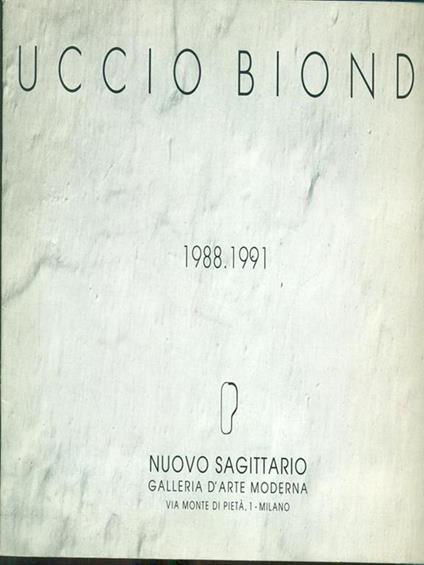 UCCIO BIOND
1988.1991
NUOVO SAGITTARIO
GALLERIA D'ARTE MODERNA
VIA MONTE DI PIETÀ, 1 - MILANO